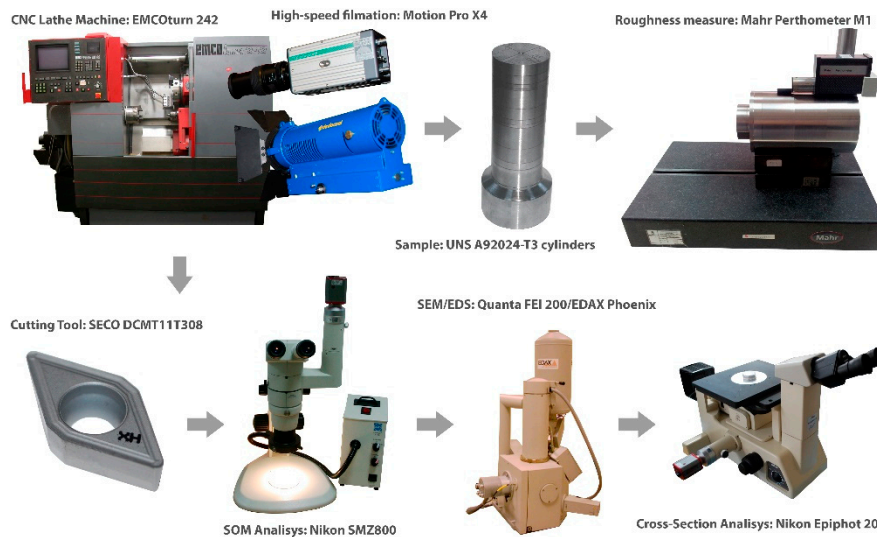 CNC Lathe Machine: EMCOturn 242
High-speed filmation: Motion Pro X4
Roughness measure: Mahr Perthometer M1
emco
Mahr
Sample: UNS A92024-T3 cylinders
SEM/EDS: Quanta FEI 200/EDAX Phoenix
Cutting Tool: SECO DCMT11T308
EDAX
HX
SOM Analisys: Nikon SMZ800
Cross-Section Analisys: Nikon Epiphot 20